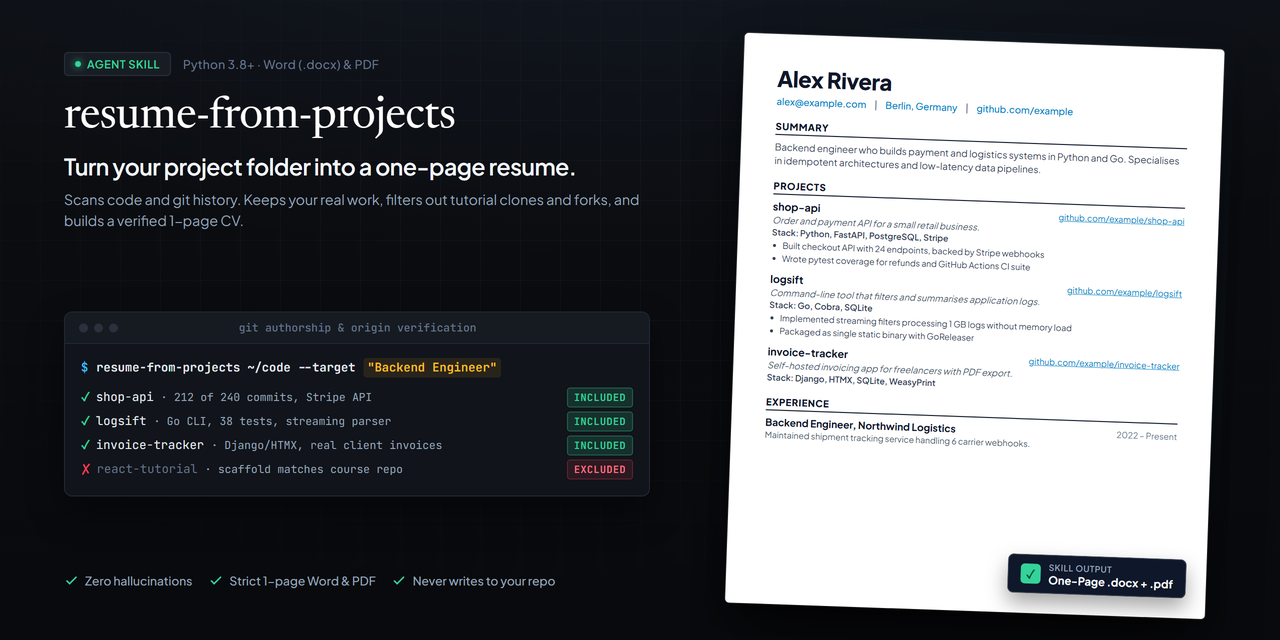 AGENT SKILL
Python 3.8+ · Word (.docx) & PDF
resume-from-projects
Turn your project folder into a one-page resume.
Scans code and git history. Keeps your real work, filters out tutorial clones and forks, and
builds a verified 1-page CV.
git authorship & origin verification
$ resume-from-projects ~/code --target "Backend Engineer"
✓ shop-api · 212 of 240 commits, Stripe API INCLUDED
✓ logsift · Go CLI, 38 tests, streaming parser INCLUDED
✓ invoice-tracker · Django/HTMX, real client invoices INCLUDED
✗ react-tutorial · scaffold matches course repo EXCLUDED
✓ Zero hallucinations ✓ Strict 1-page Word & PDF ✓ Never writes to your repo
Alex Rivera
alex@example.com | Berlin, Germany | github.com/example
SUMMARY
Backend engineer who builds payment and logistics systems in Python and Go. Specialises
in idempotent architectures and low-latency data pipelines.
PROJECTS
shop-api github.com/example/shop-api
Order and payment API for a small retail business.
Stack: Python, FastAPI, PostgreSQL, Stripe
• Built checkout API with 24 endpoints, backed by Stripe webhooks
• Wrote pytest coverage for refunds and GitHub Actions CI suite
logsift github.com/example/logsift
Command-line tool that filters and summarises application logs.
Stack: Go, Cobra, SQLite
• Implemented streaming filters processing 1 GB logs without memory load
• Packaged as single static binary with GoReleaser
invoice-tracker github.com/example/invoice-tracker
Self-hosted invoicing app for freelancers with PDF export.
Stack: Django, HTMX, SQLite, WeasyPrint
EXPERIENCE
Backend Engineer, Northwind Logistics 2022 – Present
Maintained shipment tracking service handling 6 carrier webhooks.
SKILL OUTPUT
One-Page .docx + .pdf